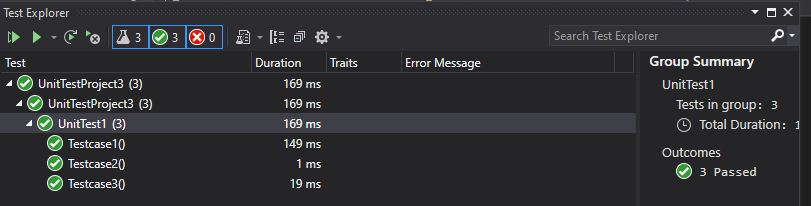 Test Explorer
3 3 0
Search Test Explorer
Test Duration Traits Error Message
UnitTestProject3 (3) 169 ms
UnitTestProject3 (3) 169 ms
UnitTest1 (3) 169 ms
Testcase1() 149 ms
Testcase2() 1 ms
Testcase3() 19 ms
Group Summary
UnitTest1
Tests in group: 3
Total Duration: 1
Outcomes
3 Passed